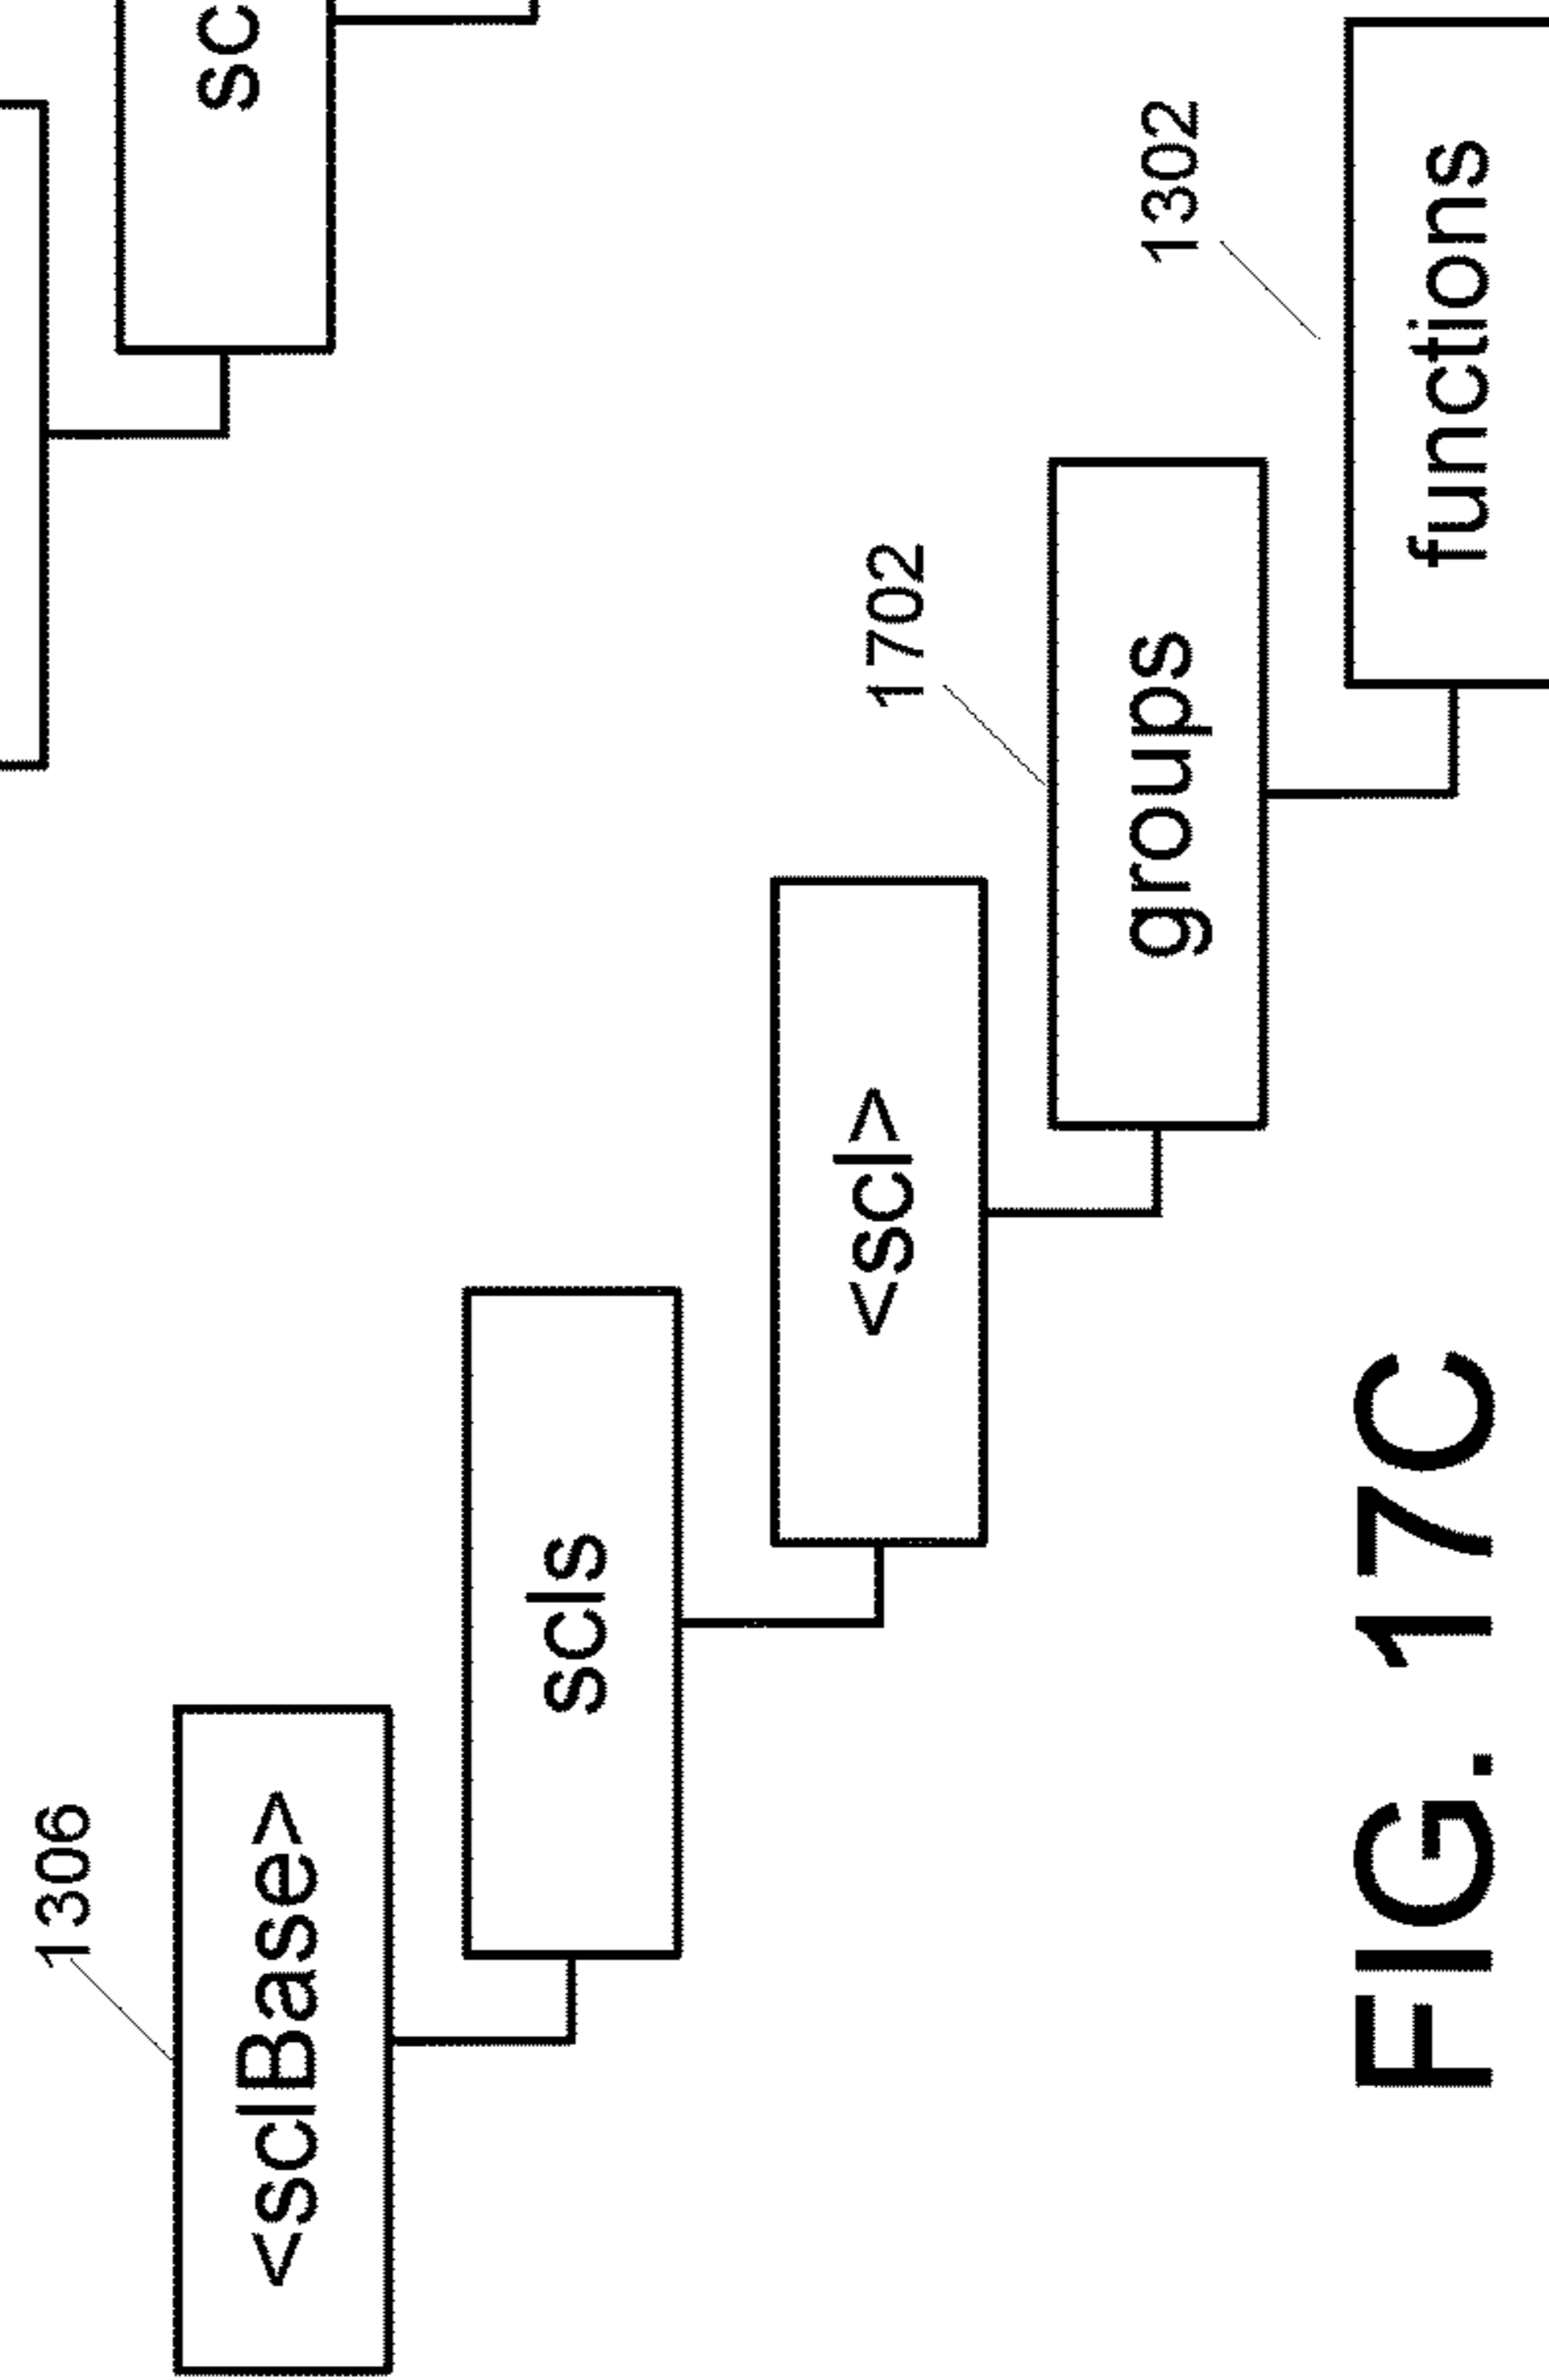 sc
1306
<sclBase>
scls
<scl>
1702
groups
1302
functions
FIG. 17C